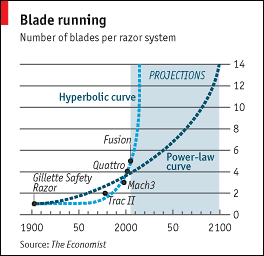 Blade running
Number of blades per razor system
PROJECTIONS
14
Hyperbolic curve
12
10
Fusion
8
Quattro
6
Power-law
curve
Gillette Safety
Razor
4
Mach3
2
Trac II
0
1900 50 2000 50 2100
Source: The Economist